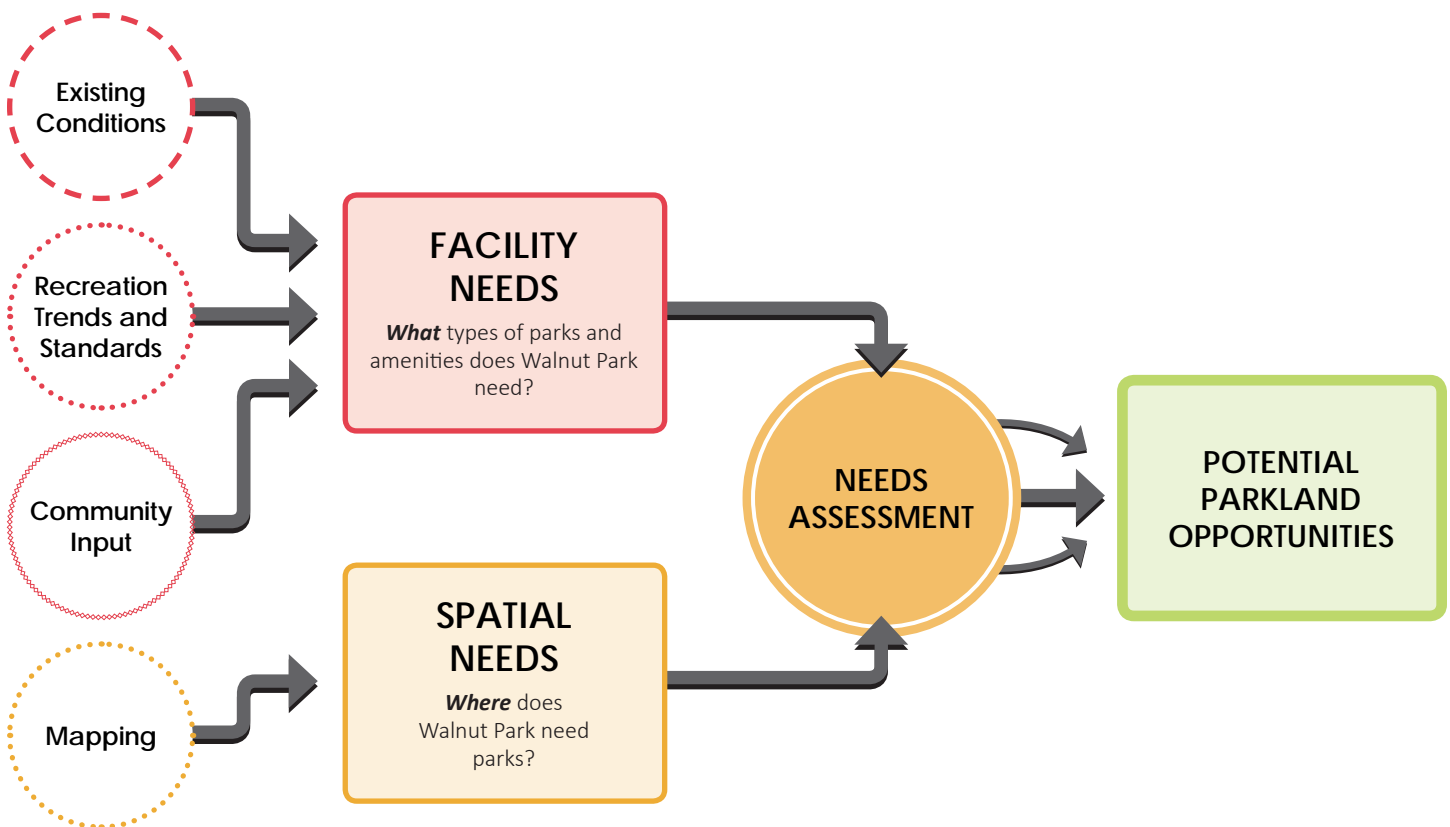 Existing
Conditions
Recreation
Trends and
Standards
Community
Input
Mapping
FACILITY
NEEDS
What types of parks and
amenities does Walnut Park
need?
SPATIAL
NEEDS
Where does
Walnut Park need
parks?
NEEDS
ASSESSMENT
POTENTIAL
PARKLAND
OPPORTUNITIES